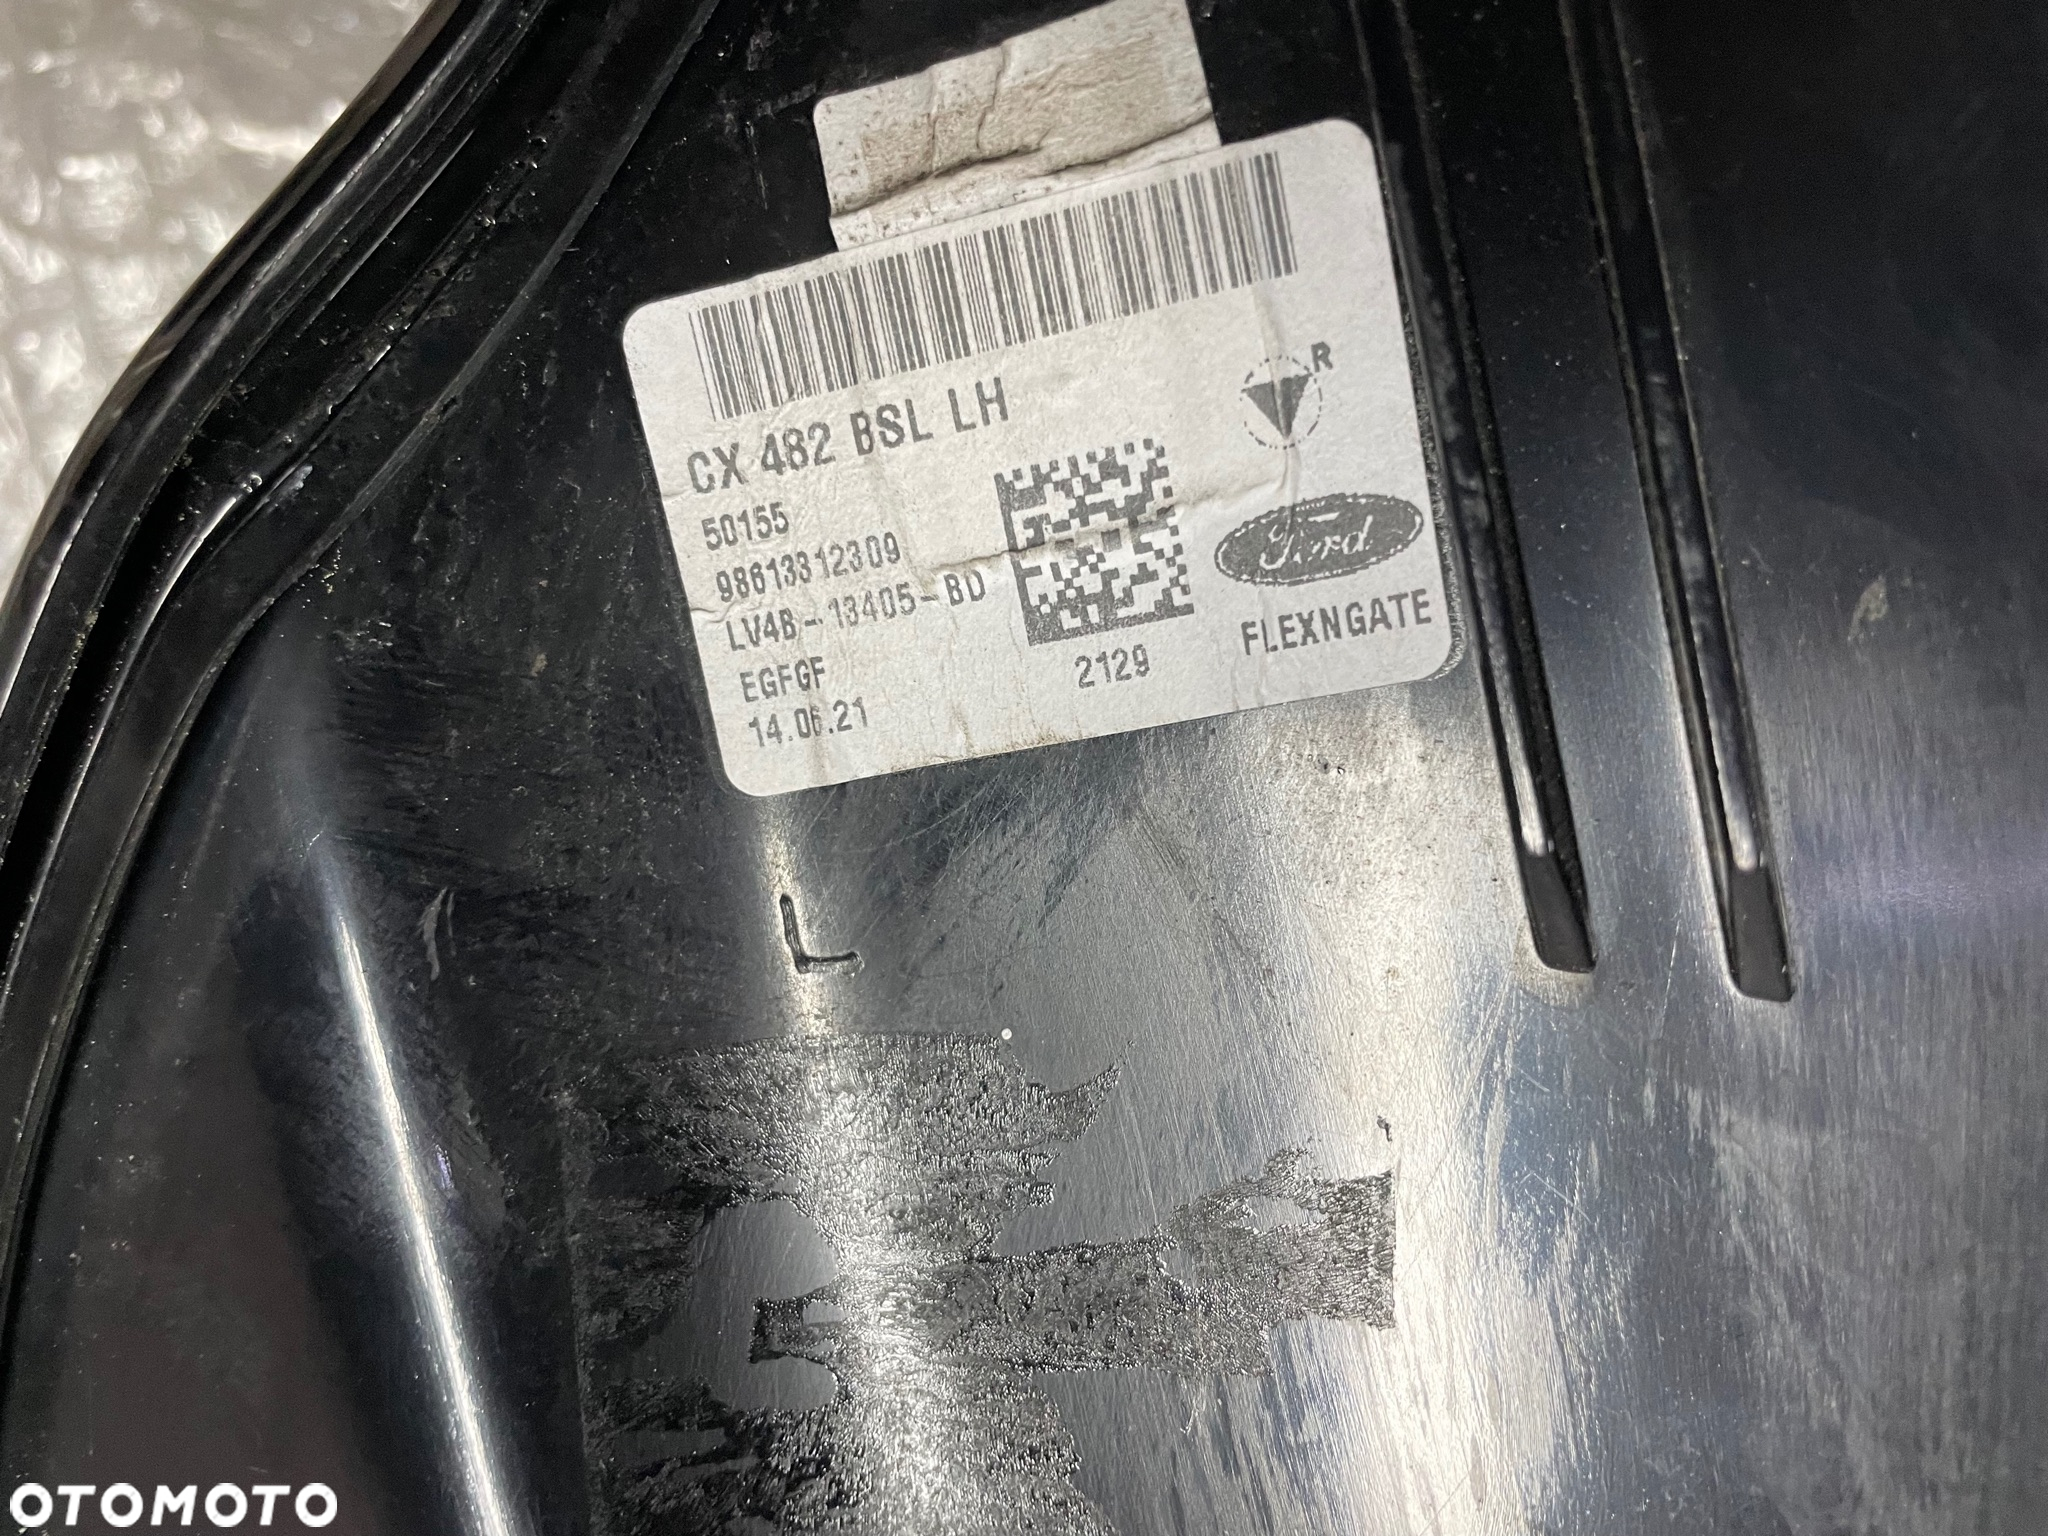 CX 482 BSL LH
50155
98613312309
LV4B-13405-BD
EGFGF
14.06.21
2129
R
Ford
FLEXNGATE
L
OTOMOTO